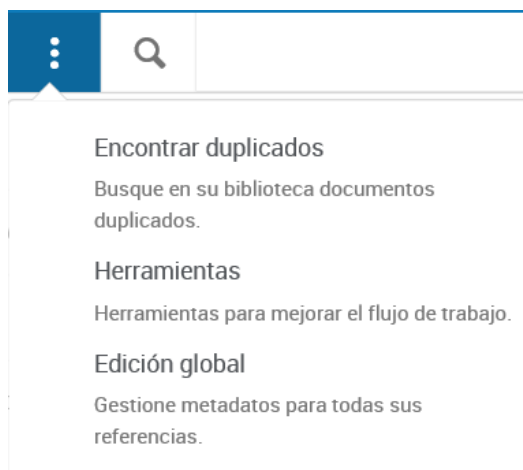 Encontrar duplicados
Busque en su biblioteca documentos
duplicados.
Herramientas
Herramientas para mejorar el flujo de trabajo.
Edición global
Gestione metadatos para todas sus
referencias.